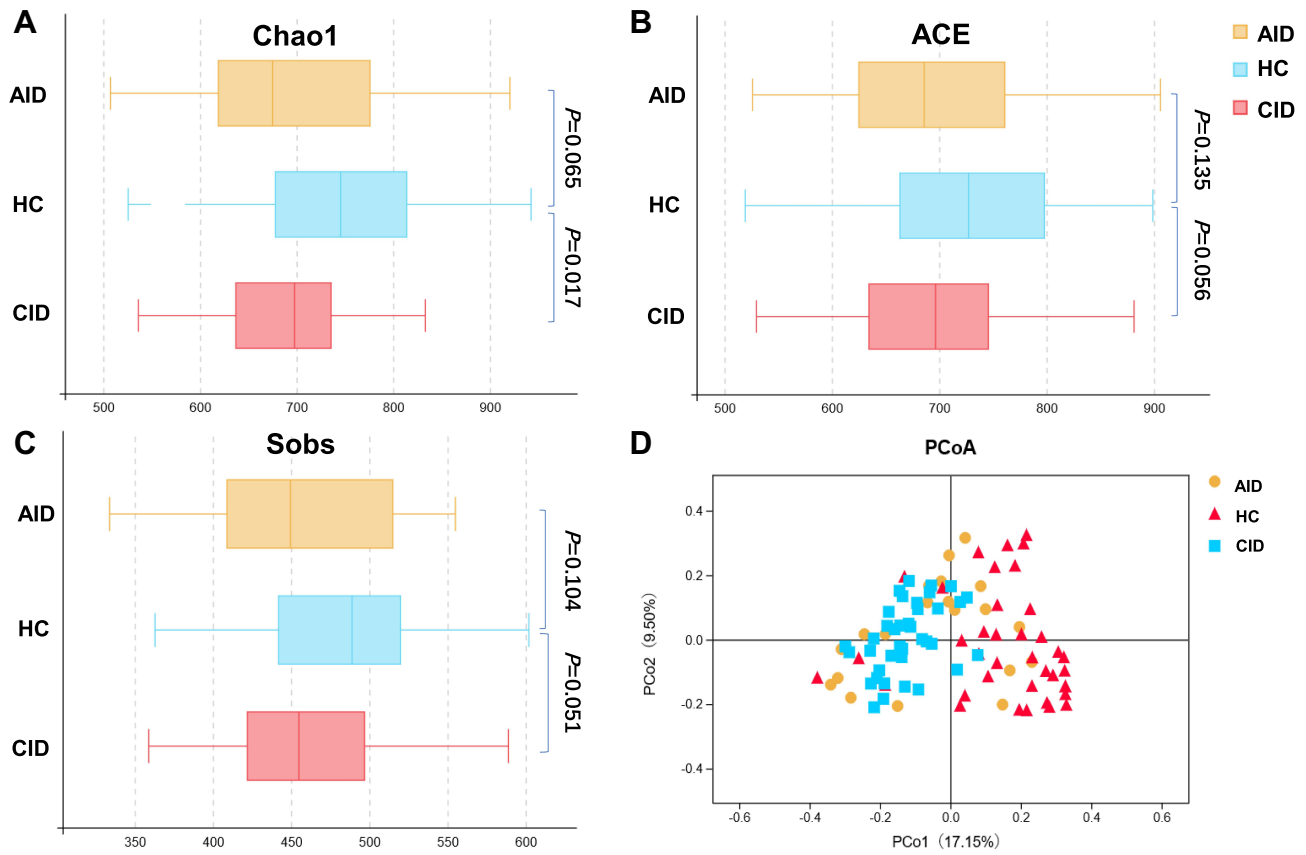 A
Chao1
AID
HC
CID
P=0.065
P=0.017
500 600 700 800 900
B
ACE
AID
HC
CID
P=0.135
P=0.056
500 600 700 800 900
AID
HC
CID
C
Sobs
AID
HC
CID
P=0.104
P=0.051
350 400 450 500 550 600
D
PCoA
PCo2（9.50%）
0.4
0.2
0.0
-0.2
-0.4
-0.6 -0.4 -0.2 0.0 0.2 0.4 0.6
PCo1（17.15%）
AID
HC
CID